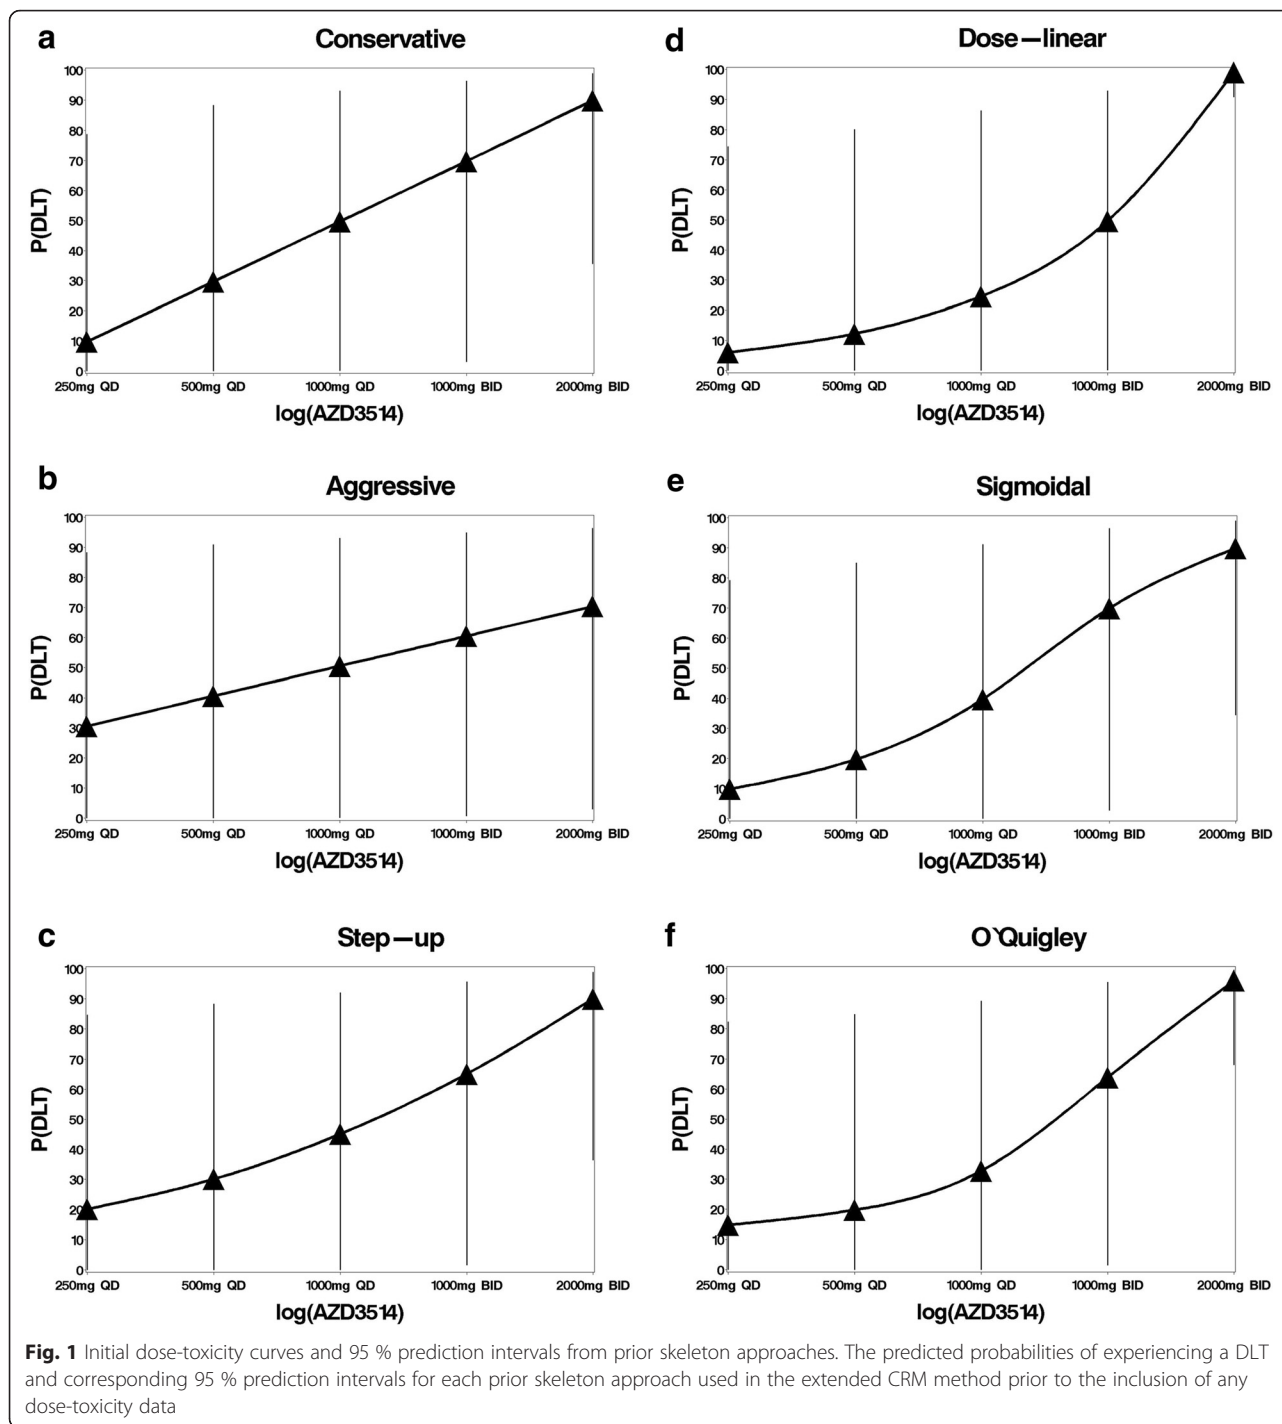 a
Conservative
100
90
80
70
60
50
40
30
20
10
0
P(DLT)
250mg QD 500mg QD 1000mg QD 1000mg BID 2000mg BID
log(AZD3514)
b
Aggressive
100
90
80
70
60
50
40
30
20
10
0
P(DLT)
250mg QD 500mg QD 1000mg QD 1000mg BID 2000mg BID
log(AZD3514)
c
Step–up
100
90
80
70
60
50
40
30
20
10
0
P(DLT)
250mg QD 500mg QD 1000mg QD 1000mg BID 2000mg BID
log(AZD3514)
d
Dose–linear
100
90
80
70
60
50
40
30
20
10
0
P(DLT)
250mg QD 500mg QD 1000mg QD 1000mg BID 2000mg BID
log(AZD3514)
e
Sigmoidal
100
90
80
70
60
50
40
30
20
10
0
P(DLT)
250mg QD 500mg QD 1000mg QD 1000mg BID 2000mg BID
log(AZD3514)
f
O`Quigley
100
90
80
70
60
50
40
30
20
10
0
P(DLT)
250mg QD 500mg QD 1000mg QD 1000mg BID 2000mg BID
log(AZD3514)
Fig. 1 Initial dose-toxicity curves and 95 % prediction intervals from prior skeleton approaches. The predicted probabilities of experiencing a DLT
and corresponding 95 % prediction intervals for each prior skeleton approach used in the extended CRM method prior to the inclusion of any
dose-toxicity data